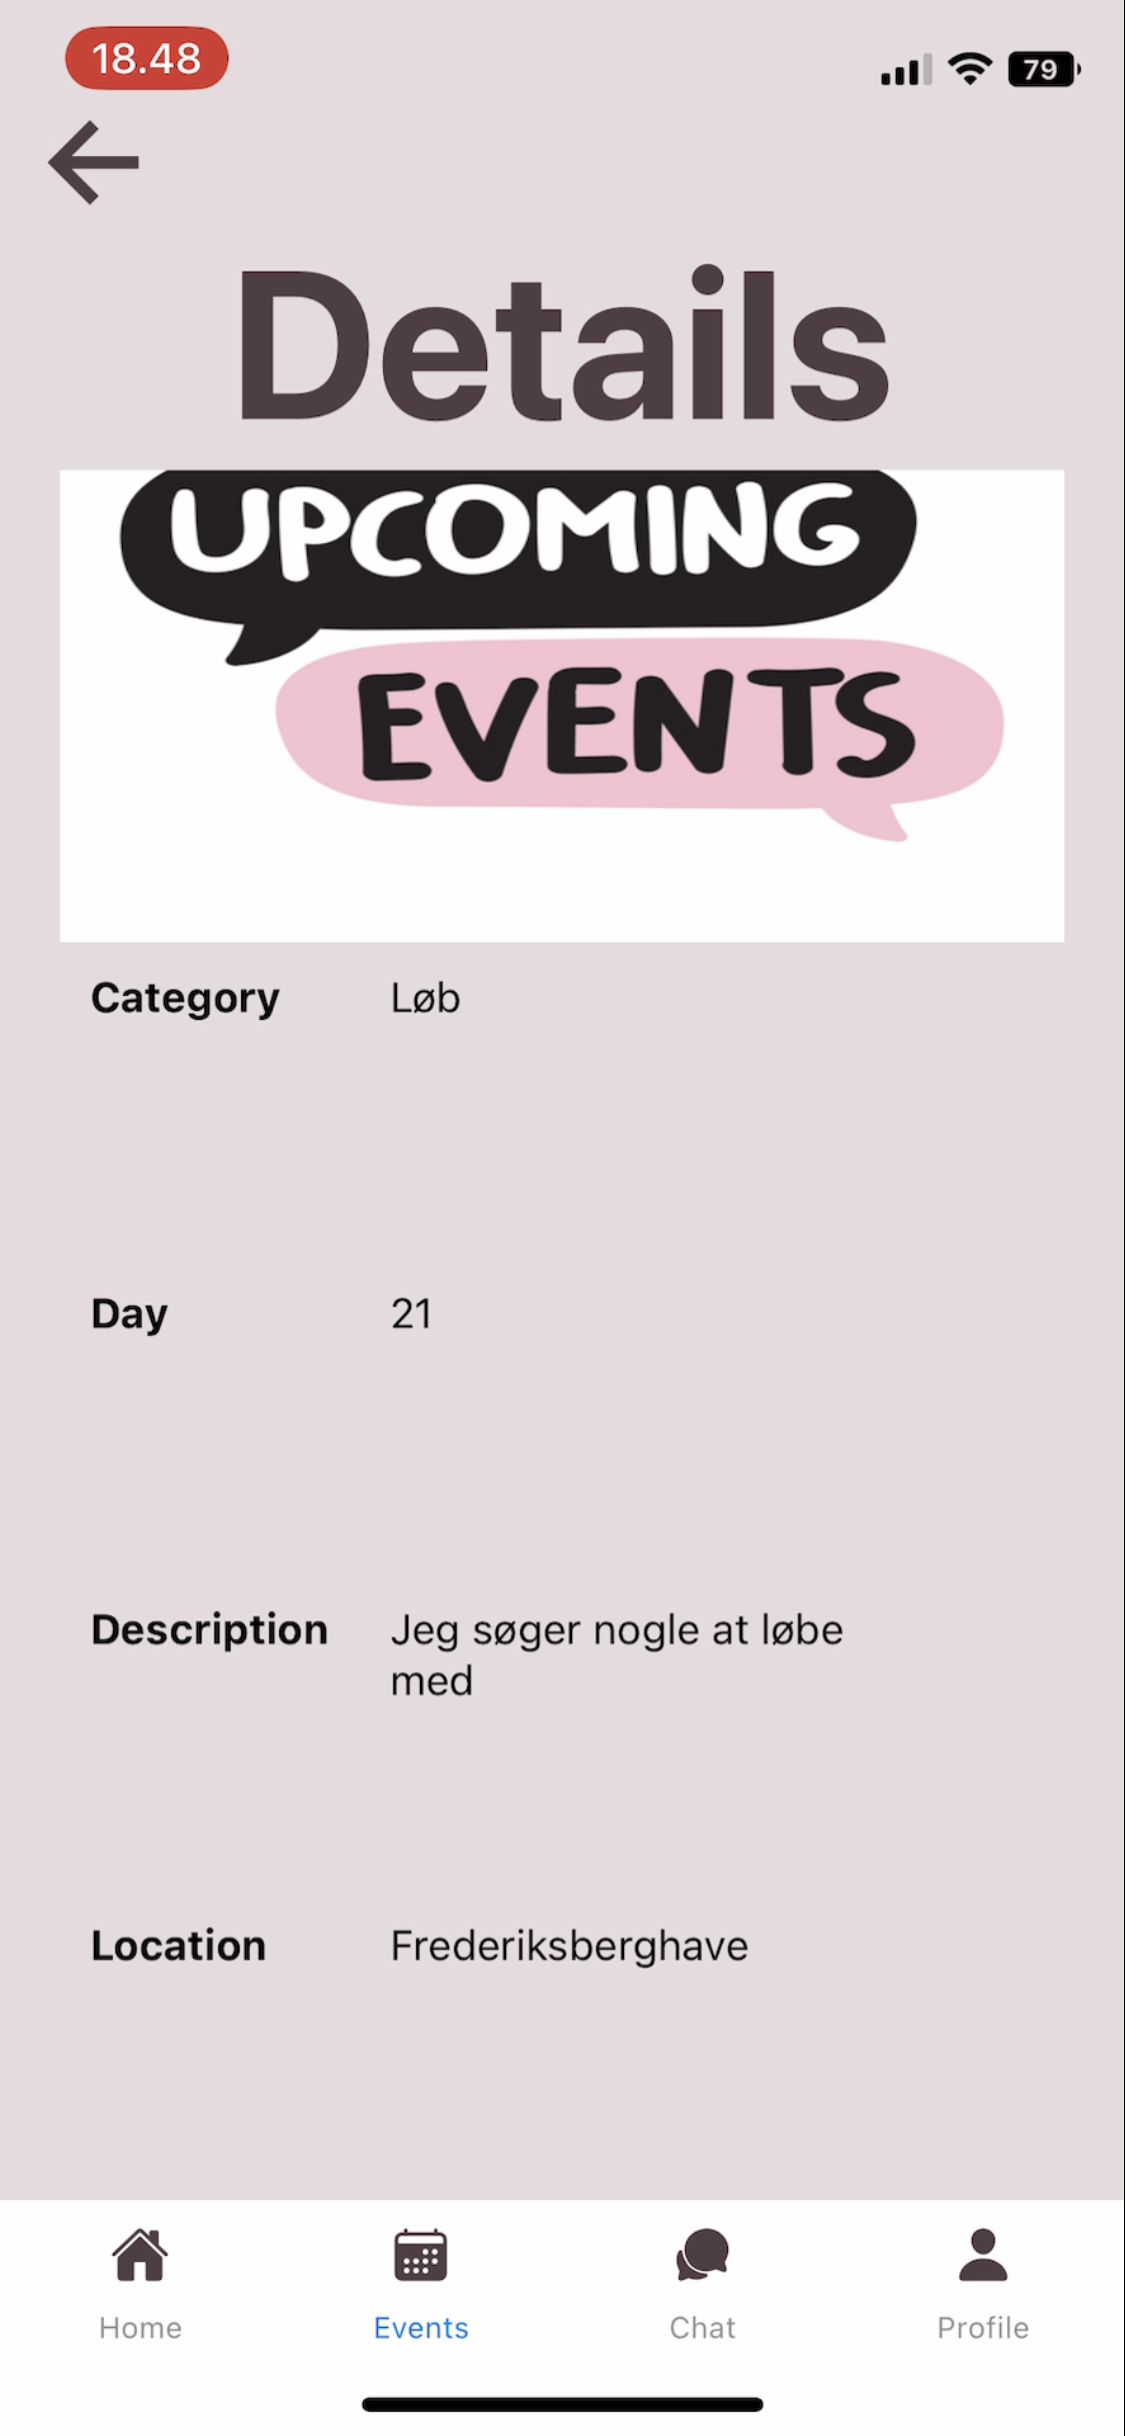 18.48
79
Details
UPCOMING
EVENTS
Category Løb
Day 21
Description Jeg søger nogle at løbe
med
Location Frederiksberghave
Home Events Chat Profile